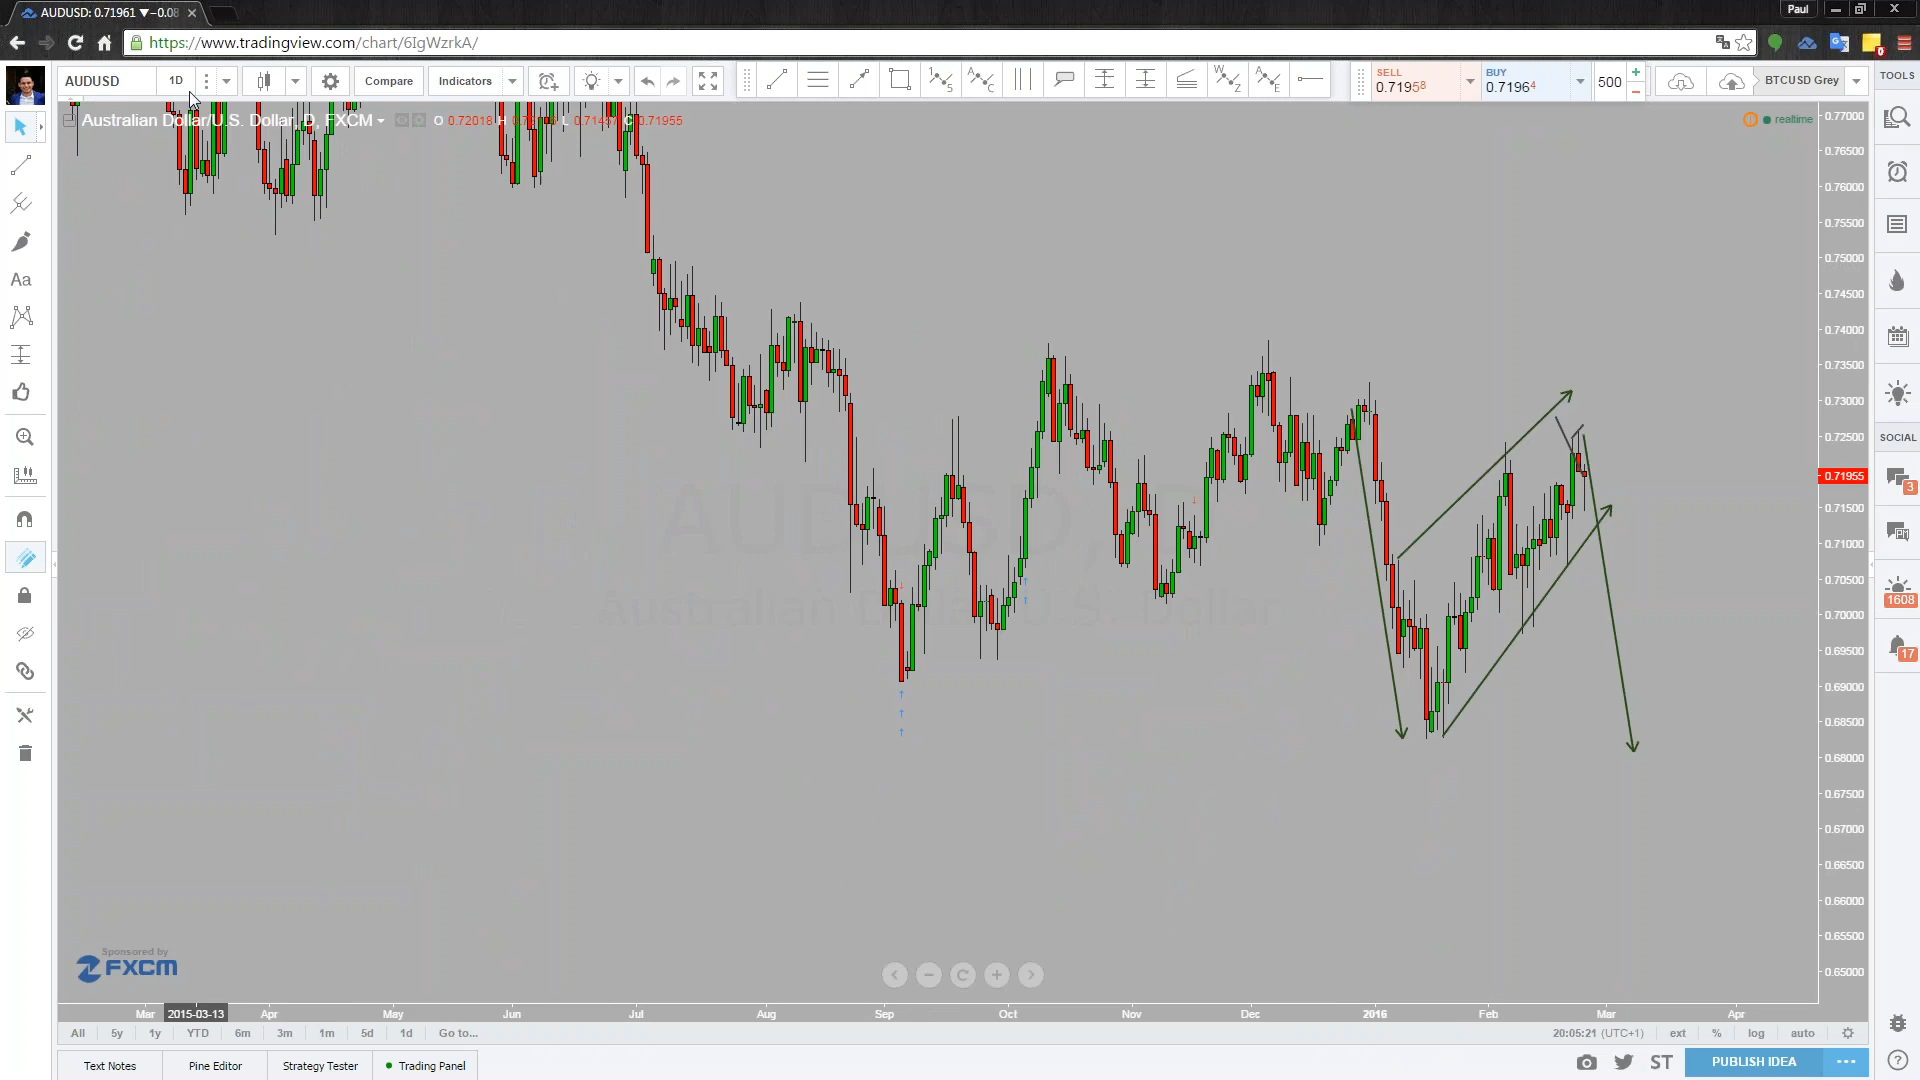 AUDUSD: 0.71961 ▼−0.08
Paul
https://www.tradingview.com/chart/6IgWzrkA/
AUDUSD 1D Compare Indicators
SELL 0.71958 BUY 0.71964 500 BTCUSD Grey TOOLS
Australian Dollar/U.S. Dollar, D, FXCM O 0.72018 H L C 0.71955
realtime
0.77000
0.76500
0.76000
0.75500
0.75000
0.74500
0.74000
0.73500
0.73000
0.72500
0.71955
0.71500
0.71000
0.70500
0.70000
0.69500
0.69000
0.68500
0.68000
0.67500
0.67000
0.66500
0.66000
0.65500
0.65000
SOCIAL
3
1608
17
AUDUSD, D
Australian Dollar/U.S. Dollar
Sponsored by
FXCM
Mar 2015-03-13 Apr May Jun Jul Aug Sep Oct Nov Dec 2016 Feb Mar Apr
All 5y 1y YTD 6m 3m 1m 5d 1d Go to... 20:05:21 (UTC+1) ext % log auto
Text Notes Pine Editor Strategy Tester Trading Panel ST PUBLISH IDEA